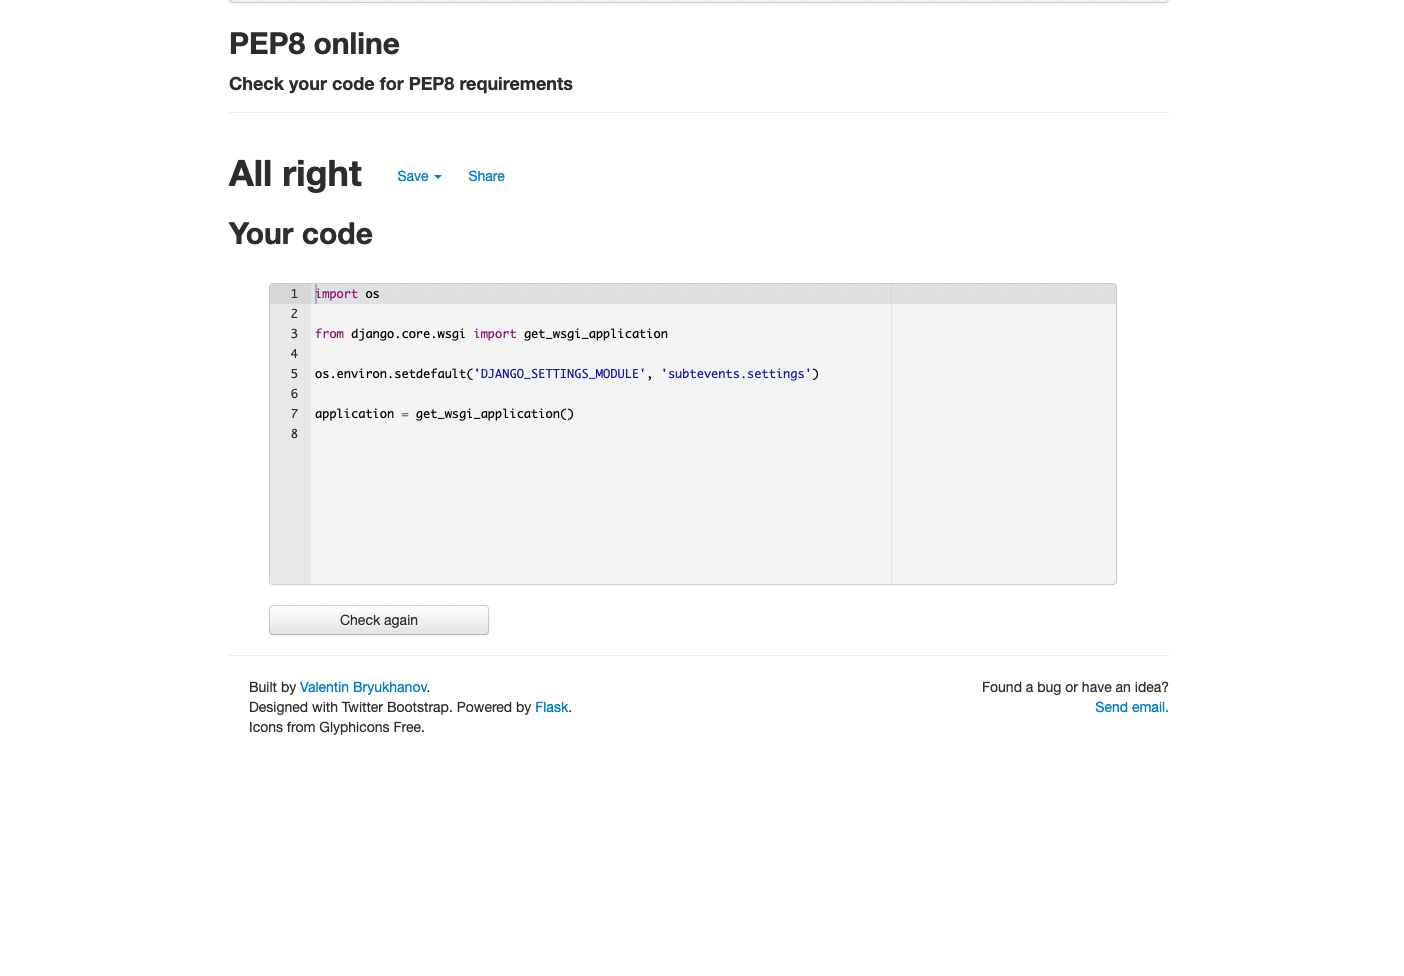 PEP8 online
Check your code for PEP8 requirements
All right Save Share
Your code
1 import os
2
3 from django.core.wsgi import get_wsgi_application
4
5 os.environ.setdefault('DJANGO_SETTINGS_MODULE', 'subtevents.settings')
6
7 application = get_wsgi_application()
8
Check again
Built by Valentin Bryukhanov.
Designed with Twitter Bootstrap. Powered by Flask.
Icons from Glyphicons Free.
Found a bug or have an idea?
Send email.